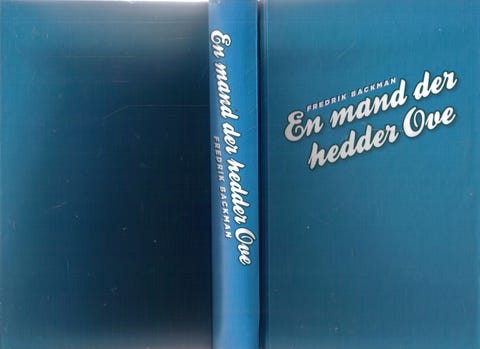 En mand der hedder Ove
FREDRIK BACKMAN
FREDRIK BACKMAN
En mand der
hedder Ove